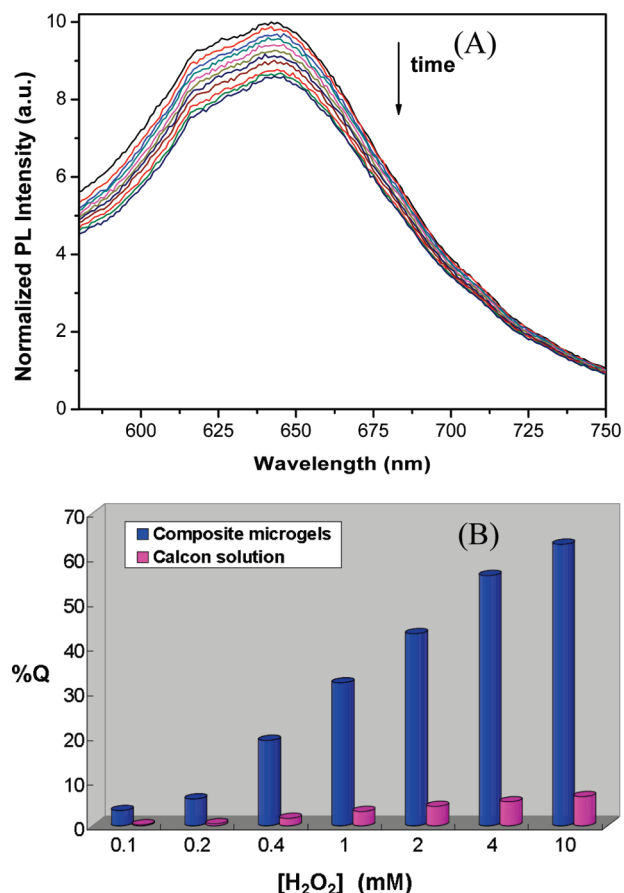 (A)
time
Normalized PL Intensity (a.u.)
10
8
6
4
2
0
600 625 650 675 700 725 750
Wavelength (nm)
(B)
Composite microgels
Calcon solution
%Q
70
60
50
40
30
20
10
0
0.1 0.2 0.4 1 2 4 10
[H₂O₂] (mM)